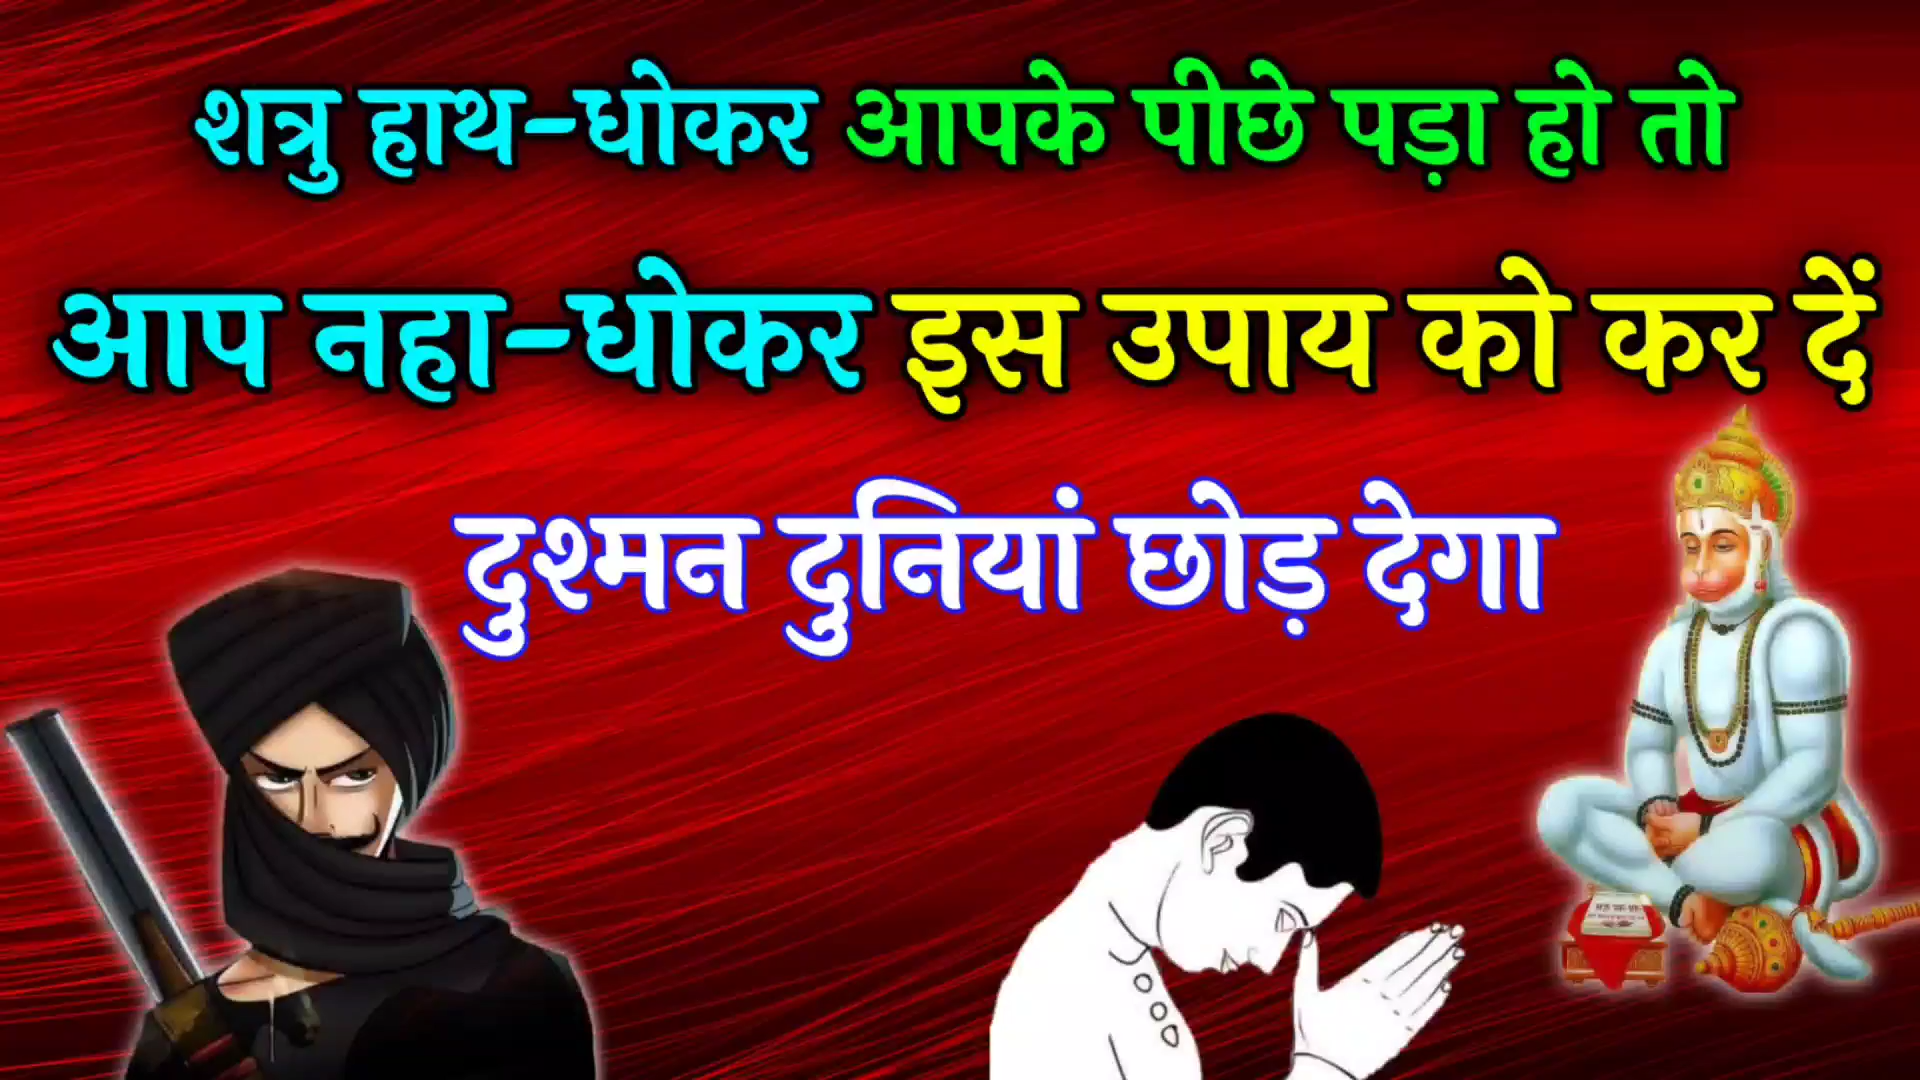 शत्रु हाथ-धोकर आपके पीछे पड़ा हो तो
आप नहा-धोकर इस उपाय को कर दें
दुश्मन दुनियां छोड़ देगा